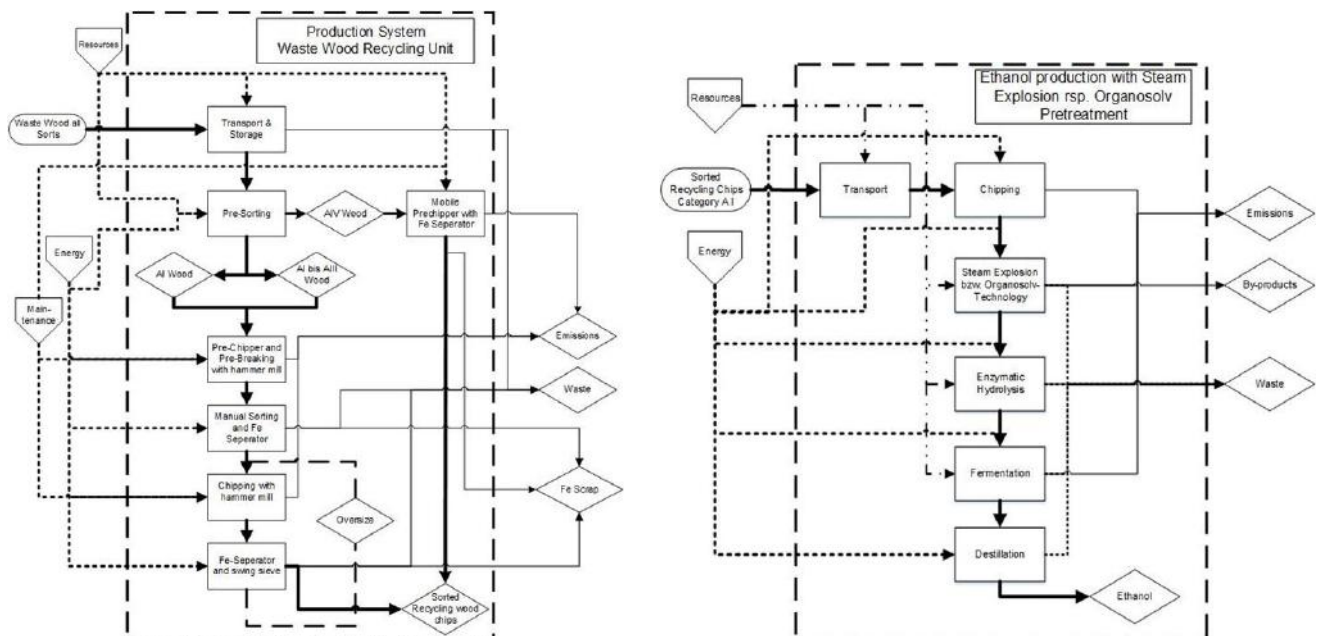 Production System
Waste Wood Recycling Unit
Resources
Waste Wood all
Sorts
Transport &
Storage
Pre-Sorting
AIV Wood
Mobile
Prechipper with
Fe Seperator
Energy
AI Wood
AI bis AIII
Wood
Main-
tenance
Pre-Chipper and
Pre-Breaking
with hammer mill
Emissions
Waste
Manual Sorting
and Fe
Seperator
Chipping with
hammer mill
Oversize
Fe Scrap
Fe-Seperator
and swing sieve
Sorted
Recycling wood
chips
Ethanol production with Steam
Explosion rsp. Organosolv
Pretreatment
Resources
Sorted
Recycling Chips
Category A I
Transport
Chipping
Emissions
Energy
Steam Explosion
bzw. Organosolv-
Technology
By-products
Enzymatic
Hydrolysis
Waste
Fermentation
Destillation
Ethanol